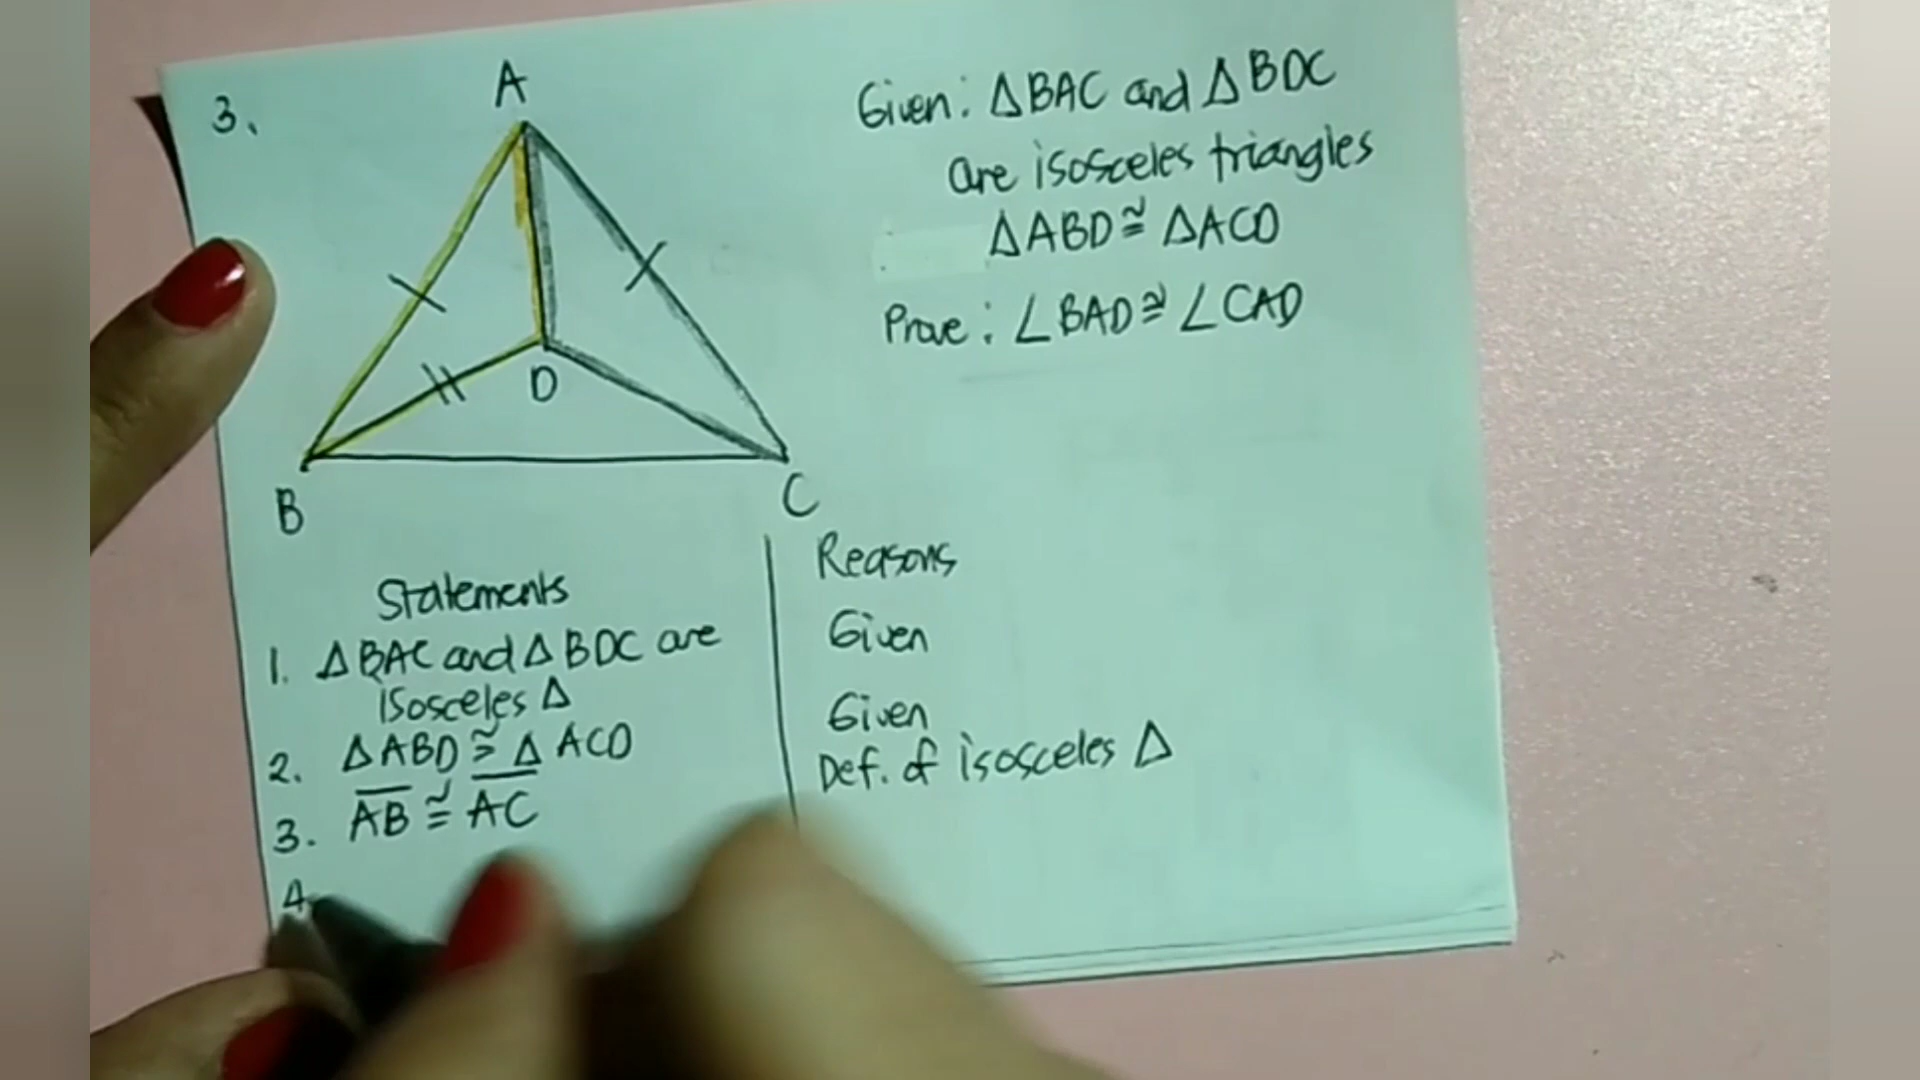 3.
A
Given: △BAC and △BDC
are isosceles triangles
△ABD ≅ △ACD
Prove: ∠BAD ≅ ∠CAD
D
B
C
Statements
Reasons
1. △BAC and △BDC are
isosceles △
Given
2. △ABD ≅ △ACD
Given
3. AB ≅ AC
Def. of isosceles △
4.